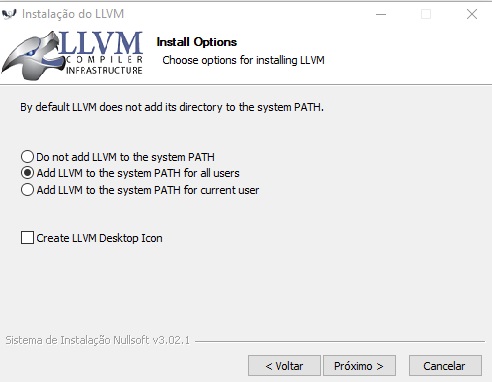 Instalação do LLVM
LLVM
COMPILER
INFRASTRUCTURE
Install Options
Choose options for installing LLVM
By default LLVM does not add its directory to the system PATH.
Do not add LLVM to the system PATH
Add LLVM to the system PATH for all users
Add LLVM to the system PATH for current user
Create LLVM Desktop Icon
Sistema de Instalação Nullsoft v3.02.1
< Voltar
Próximo >
Cancelar